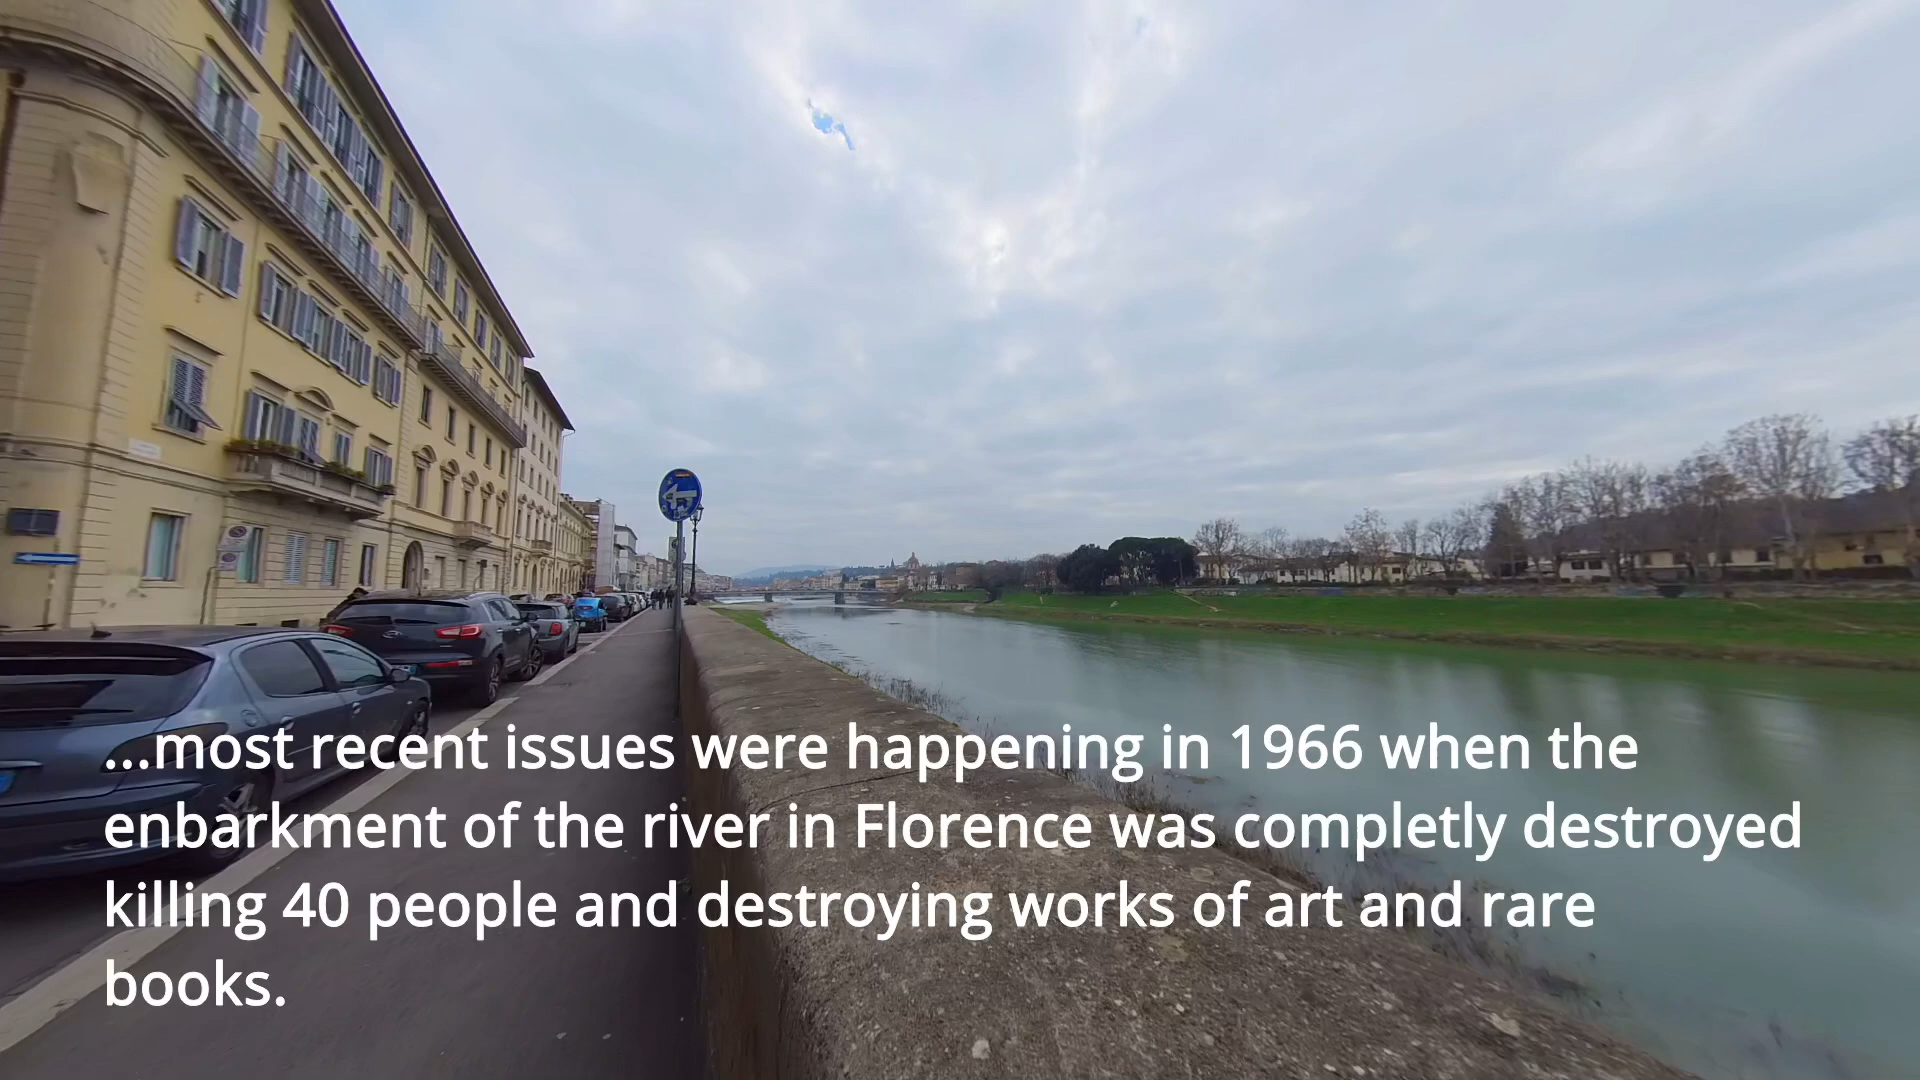 ...most recent issues were happening in 1966 when the
enbarkment of the river in Florence was completly destroyed
killing 40 people and destroying works of art and rare
books.